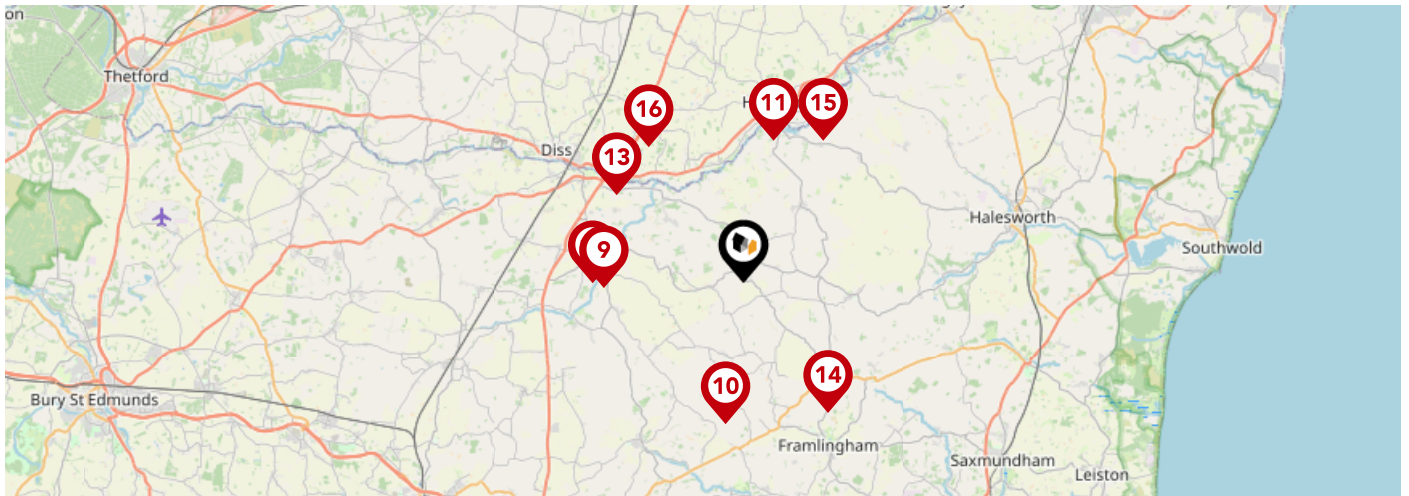 on
Thetford
16
11
15
Diss
13
9
Halesworth
Southwold
10
14
Bury St Edmunds
Framlingham
Saxmundham
Leiston